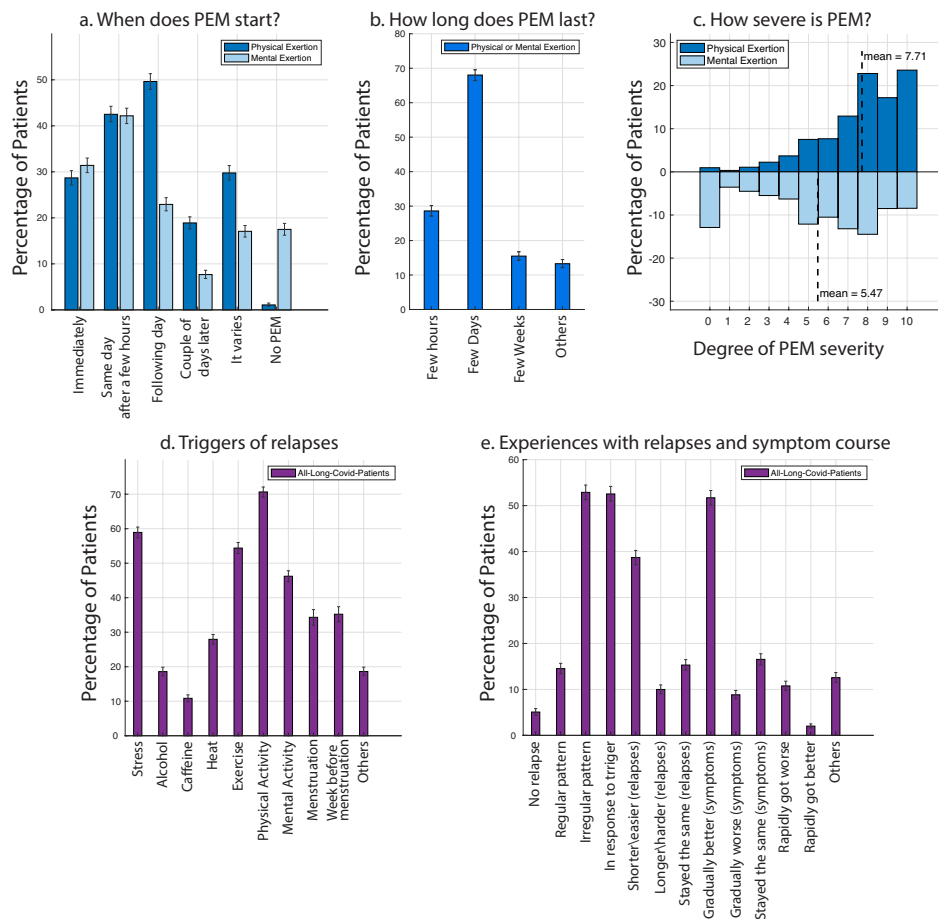 a. When does PEM start?
Physical Exertion
Mental Exertion
Percentage of Patients
50
40
30
20
10
0
Immediately
Same day
after a few hours
Following day
Couple of
days later
It varies
No PEM
b. How long does PEM last?
Physical or Mental Exertion
Percentage of Patients
80
70
60
50
40
30
20
10
0
Few hours
Few Days
Few Weeks
Others
c. How severe is PEM?
Physical Exertion
Mental Exertion
mean = 7.71
mean = 5.47
Percentage of Patients
30
20
10
0
-10
-20
-30
0 1 2 3 4 5 6 7 8 9 10
Degree of PEM severity
d. Triggers of relapses
All-Long-Covid-Patients
Percentage of Patients
70
60
50
40
30
20
10
0
Stress
Alcohol
Caffeine
Heat
Exercise
Physical Activity
Mental Activity
Menstruation
Week before
menstruation
Others
e. Experiences with relapses and symptom course
All-Long-Covid-Patients
Percentage of Patients
60
50
40
30
20
10
0
No relapse
Regular pattern
Irregular pattern
In response to trriger
Shorter\easier (relapses)
Longer\harder (relapses)
Stayed the same (relapses)
Gradually better (symptoms)
Gradually worse (symptoms)
Stayed the same (symptoms)
Rapidly got worse
Rapidly got better
Others